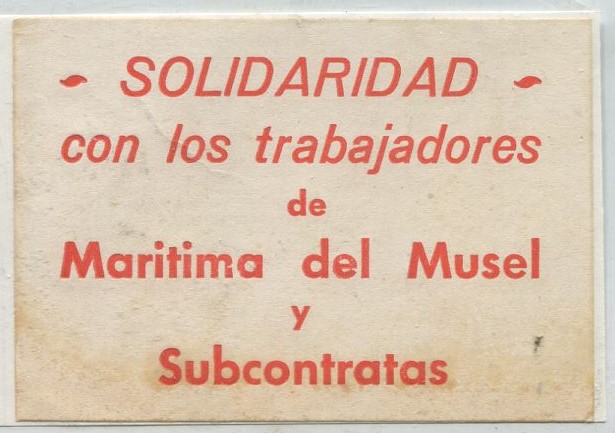 SOLIDARIDAD
con los trabajadores
de
Maritima del Musel
y
Subcontratas